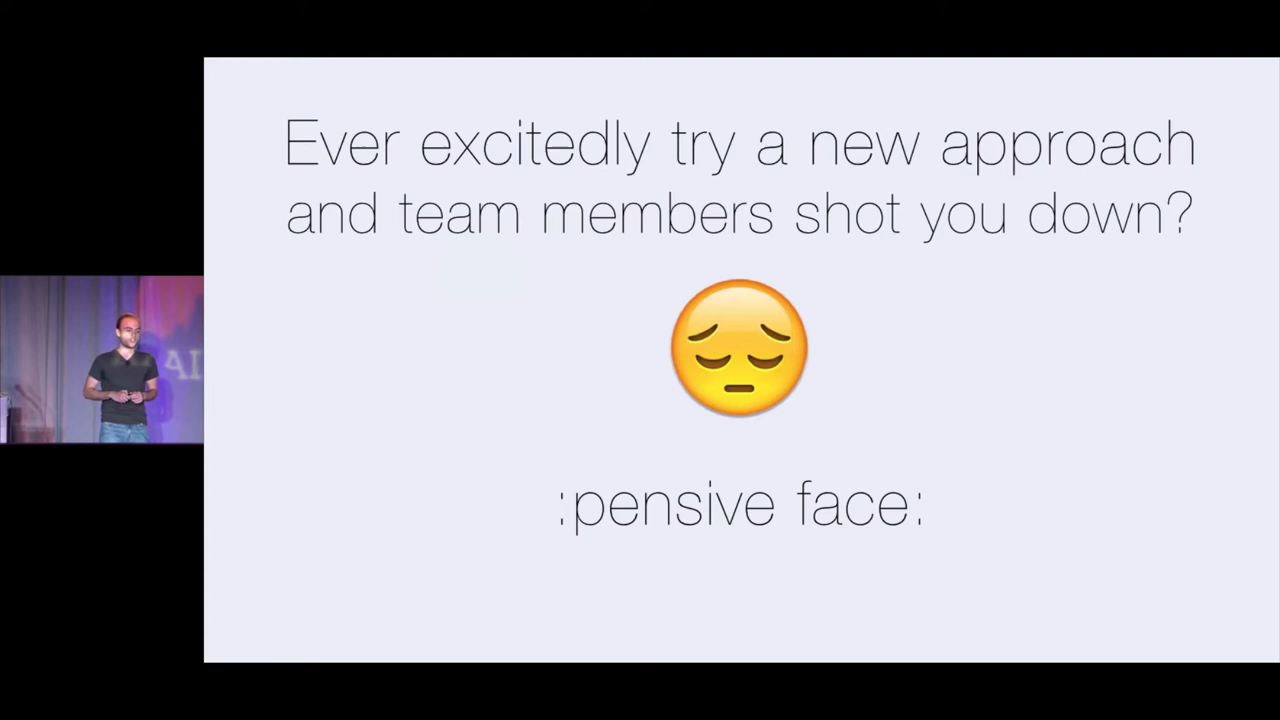 Ever excitedly try a new approach
and team members shot you down?
:pensive face: